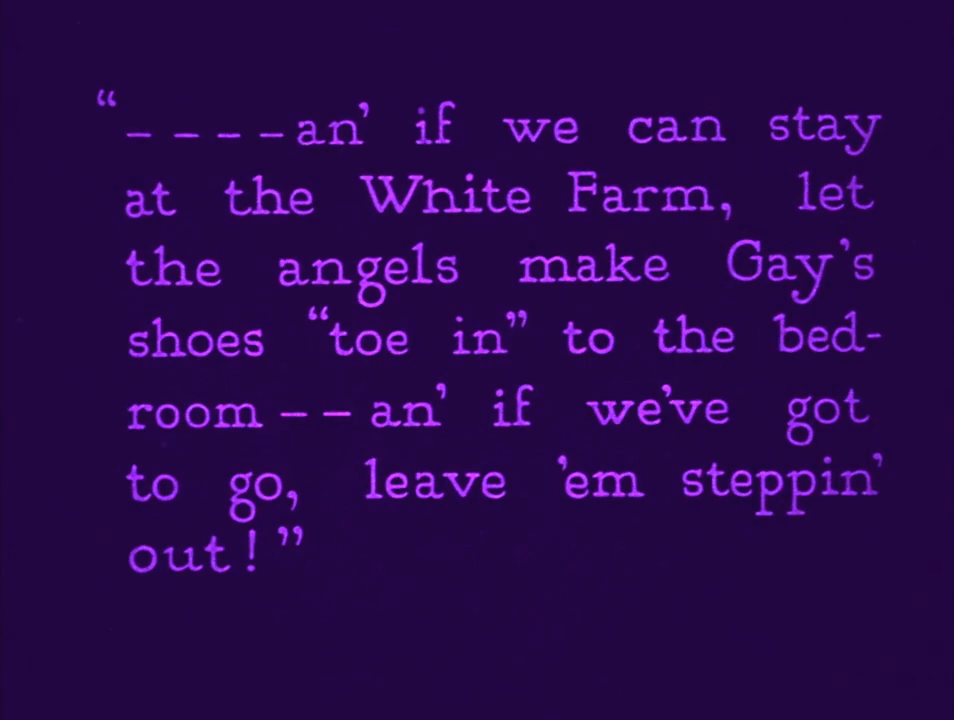 “----an’ if we can stay
at the White Farm, let
the angels make Gay’s
shoes “toe in” to the bed-
room -- an’ if we’ve got
to go, leave ’em steppin’
out!”